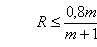 R ≤ 0,8m / m + 1